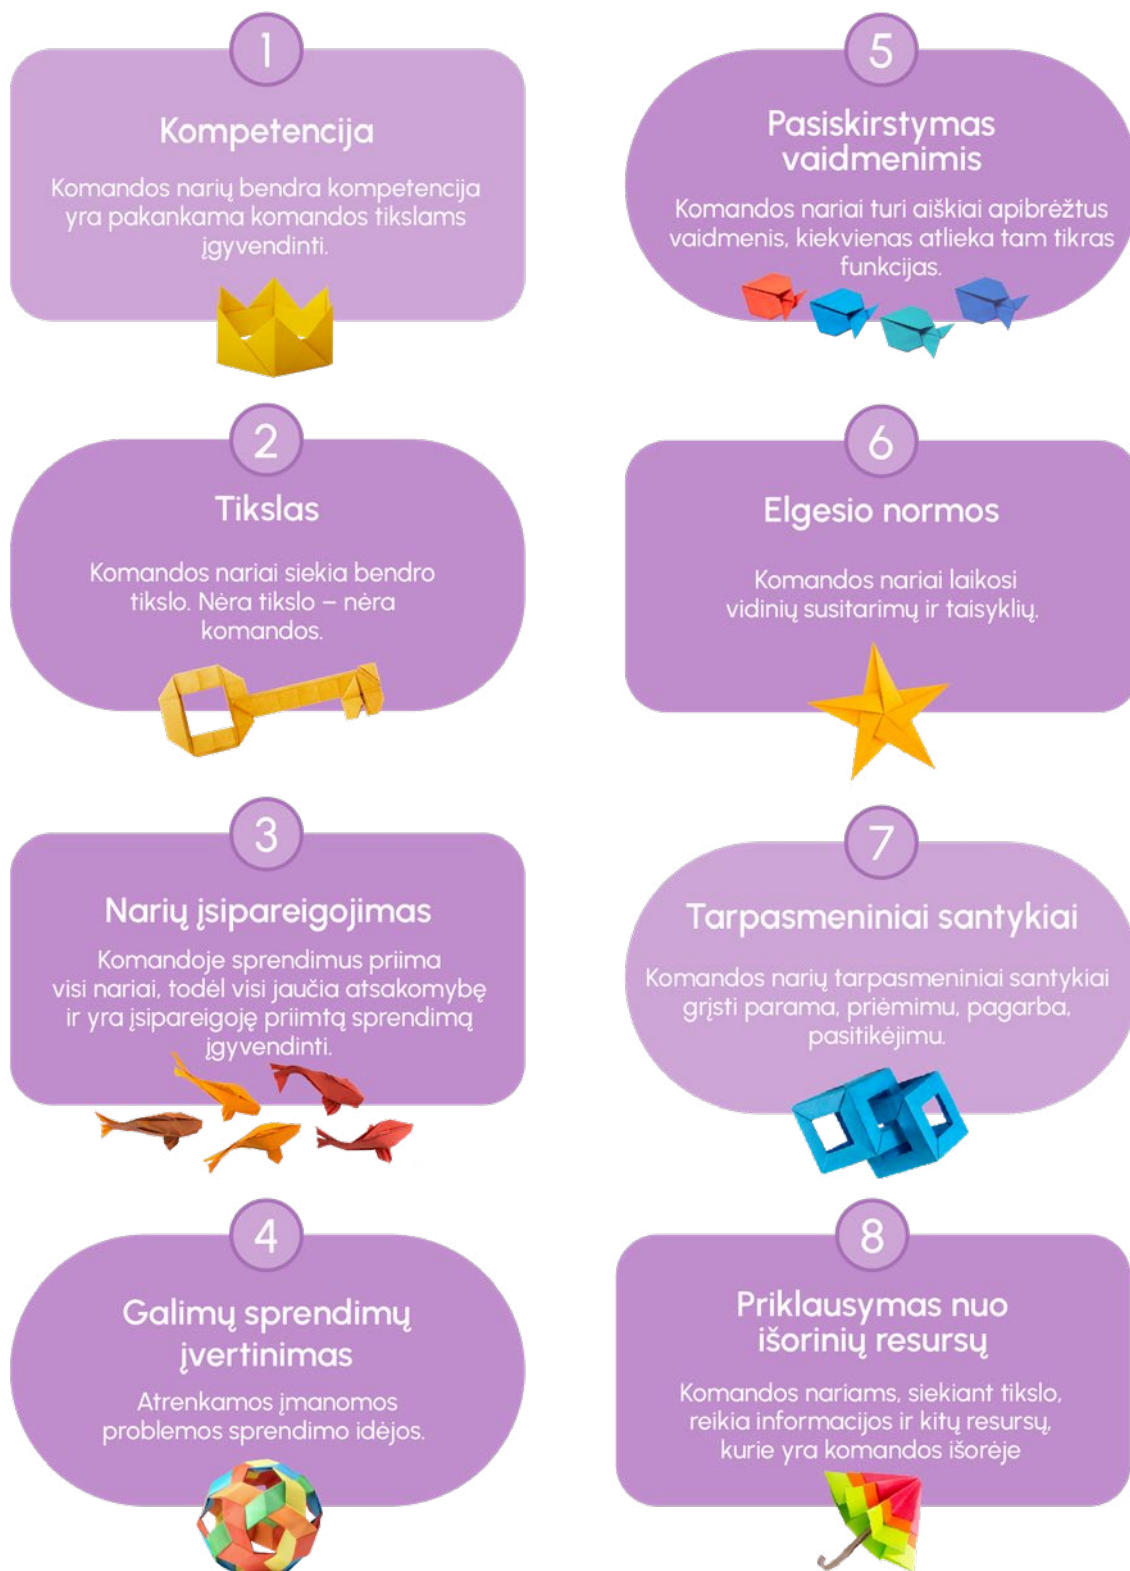 1
Kompetencija
Komandos narių bendra kompetencija
yra pakankama komandos tikslams
įgyvendinti.
2
Tikslas
Komandos nariai siekia bendro
tikslo. Nėra tikslo – nėra
komandos.
3
Narių įsipareigojimas
Komandoje sprendimus priima
visi nariai, todėl visi jaučia atsakomybę
ir yra įsipareigoję priimtą sprendimą
įgyvendinti.
4
Galimų sprendimų
įvertinimas
Atrenkamos įmanomos
problemos sprendimo idėjos.
5
Pasiskirstymas
vaidmenimis
Komandos nariai turi aiškiai apibrėžtus
vaidmenis, kiekvienas atlieka tam tikras
funkcijas.
6
Elgesio normos
Komandos nariai laikosi
vidinių susitarimų ir taisyklių.
7
Tarpasmeniniai santykiai
Komandos narių tarpasmeniniai santykiai
grįsti parama, priėmimu, pagarba,
pasitikėjimu.
8
Priklausymas nuo
išorinių resursų
Komandos nariams, siekiant tikslo,
reikia informacijos ir kitų resursų,
kurie yra komandos išorėje